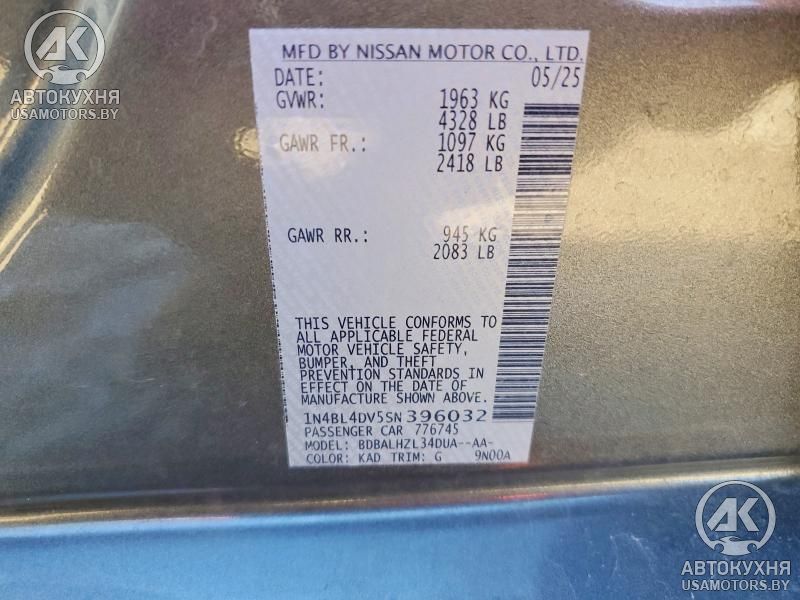 AK
АВТОКУХНЯ
USAMOTORS.BY
MFD BY NISSAN MOTOR CO., LTD.
DATE: 05/25
GVWR: 1963 KG
4328 LB
GAWR FR.: 1097 KG
2418 LB
GAWR RR.: 945 KG
2083 LB
THIS VEHICLE CONFORMS TO
ALL APPLICABLE FEDERAL
MOTOR VEHICLE SAFETY,
BUMPER, AND THEFT
PREVENTION STANDARDS IN
EFFECT ON THE DATE OF
MANUFACTURE SHOWN ABOVE.
1N4BL4DV5SN396032
PASSENGER CAR 776745
MODEL: BDBALHZL34DUA--AA-
COLOR: KAD TRIM: G 9N00A
AK
АВТОКУХНЯ
USAMOTORS.BY